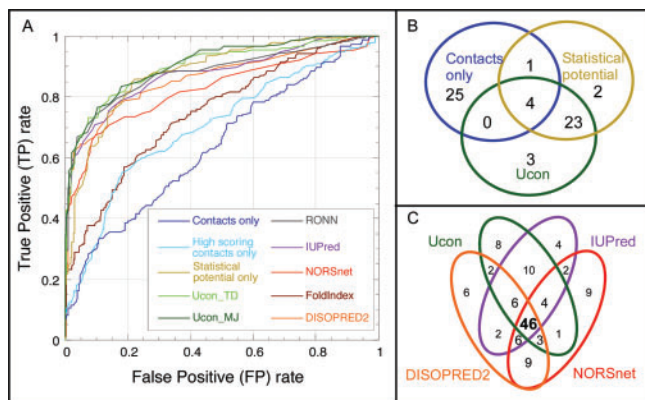 A
True Positive (TP) rate
1
0.8
0.6
0.4
0.2
0
0
0.2
0.4
0.6
0.8
1
False Positive (FP) rate
Contacts only
High scoring
contacts only
Statistical
potential only
Ucon_TD
Ucon_MJ
RONN
IUPred
NORSnet
FoldIndex
DISOPRED2
B
Contacts
only
Statistical
potential
1
25
2
4
0
23
3
Ucon
C
Ucon
IUPred
8
4
2
10
2
6
6
4
9
46
2
6
3
1
9
DISOPRED2
NORSnet